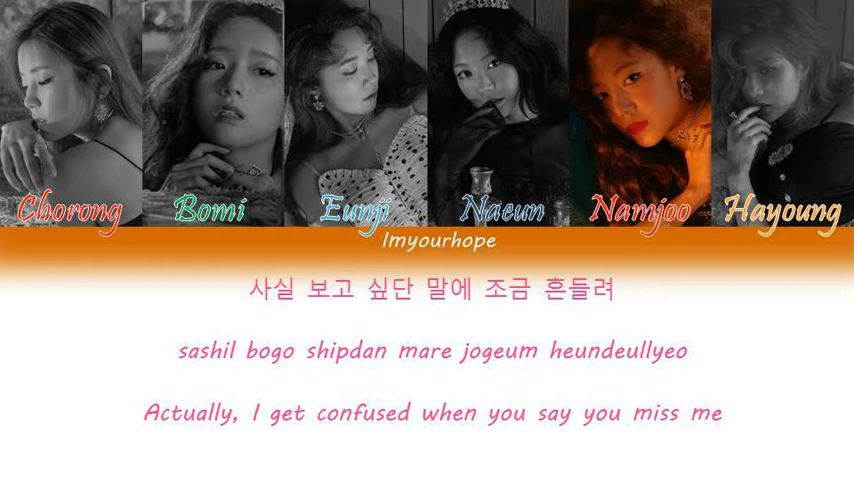 Chorong Bomi Eunji Naeun Namjoo Hayoung
Imyourhope
사실 보고 싶단 말에 조금 흔들려
sashil bogo shipdan mare jogeum heundeullyeo
Actually, I get confused when you say you miss me